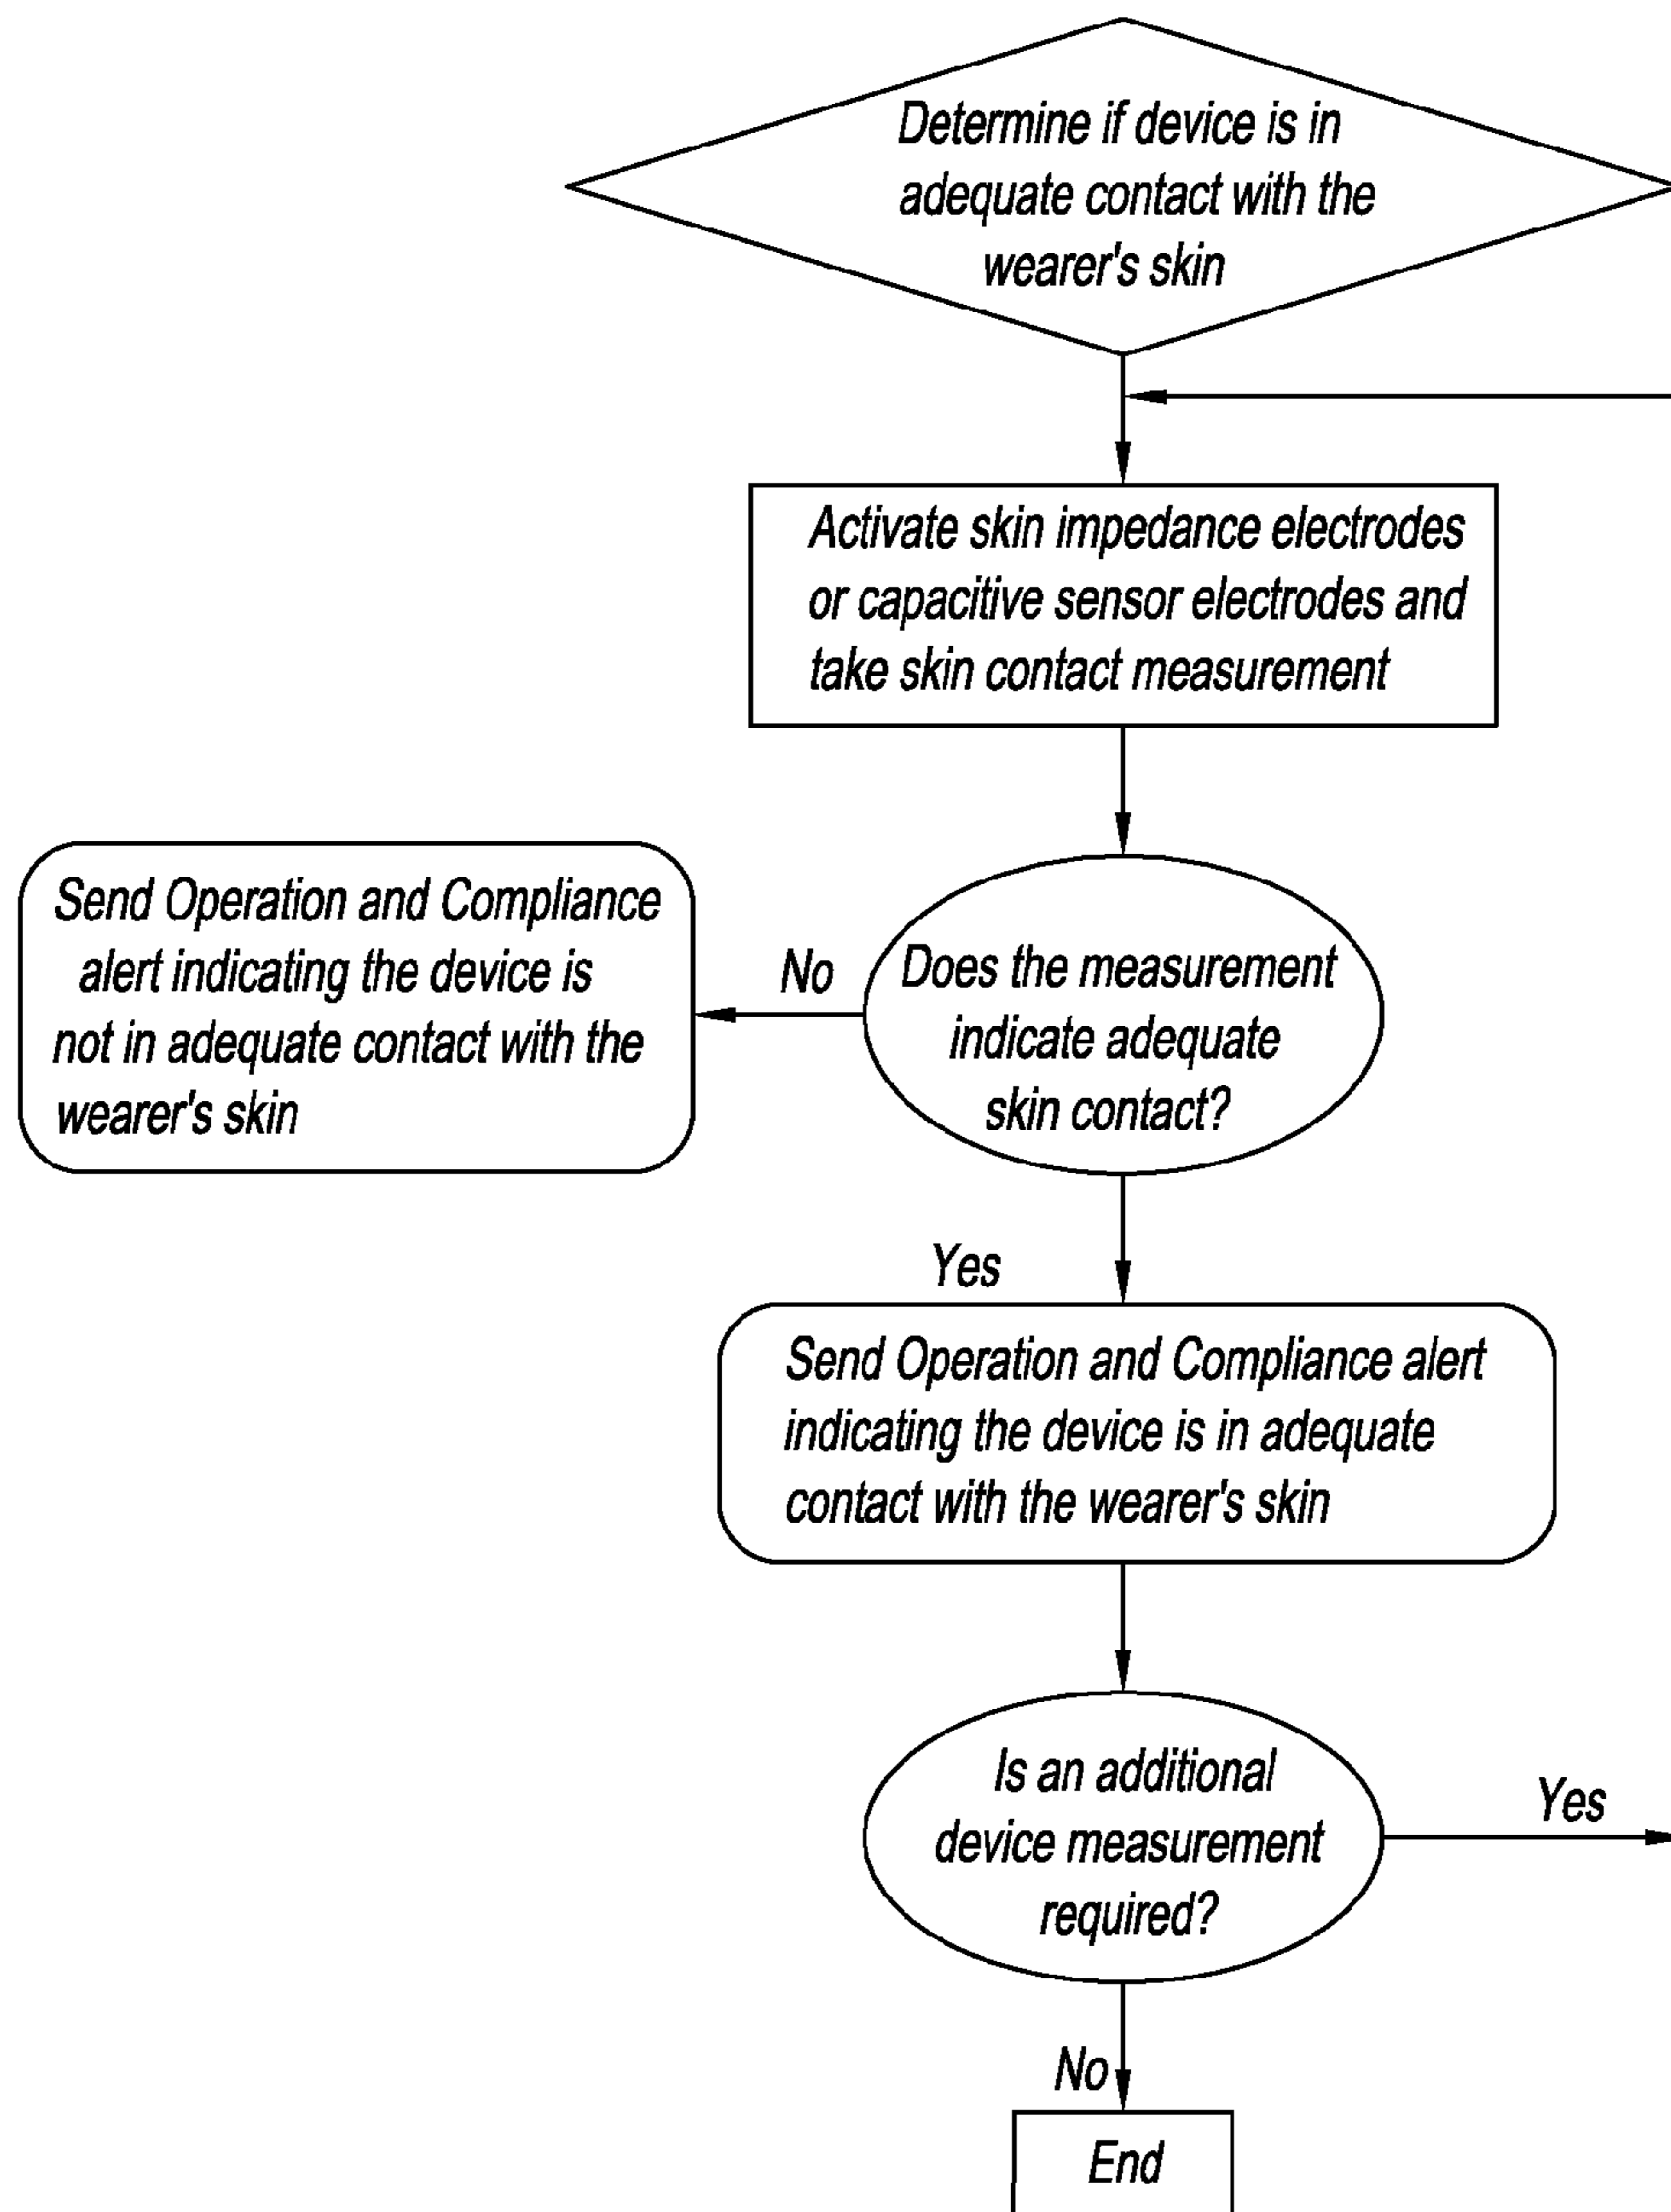 Determine if device is in
adequate contact with the
wearer's skin
Activate skin impedance electrodes
or capacitive sensor electrodes and
take skin contact measurement
Send Operation and Compliance
alert indicating the device is
not in adequate contact with the
wearer's skin
No
Does the measurement
indicate adequate
skin contact?
Yes
Send Operation and Compliance alert
indicating the device is in adequate
contact with the wearer's skin
Is an additional
device measurement
required?
Yes
No
End